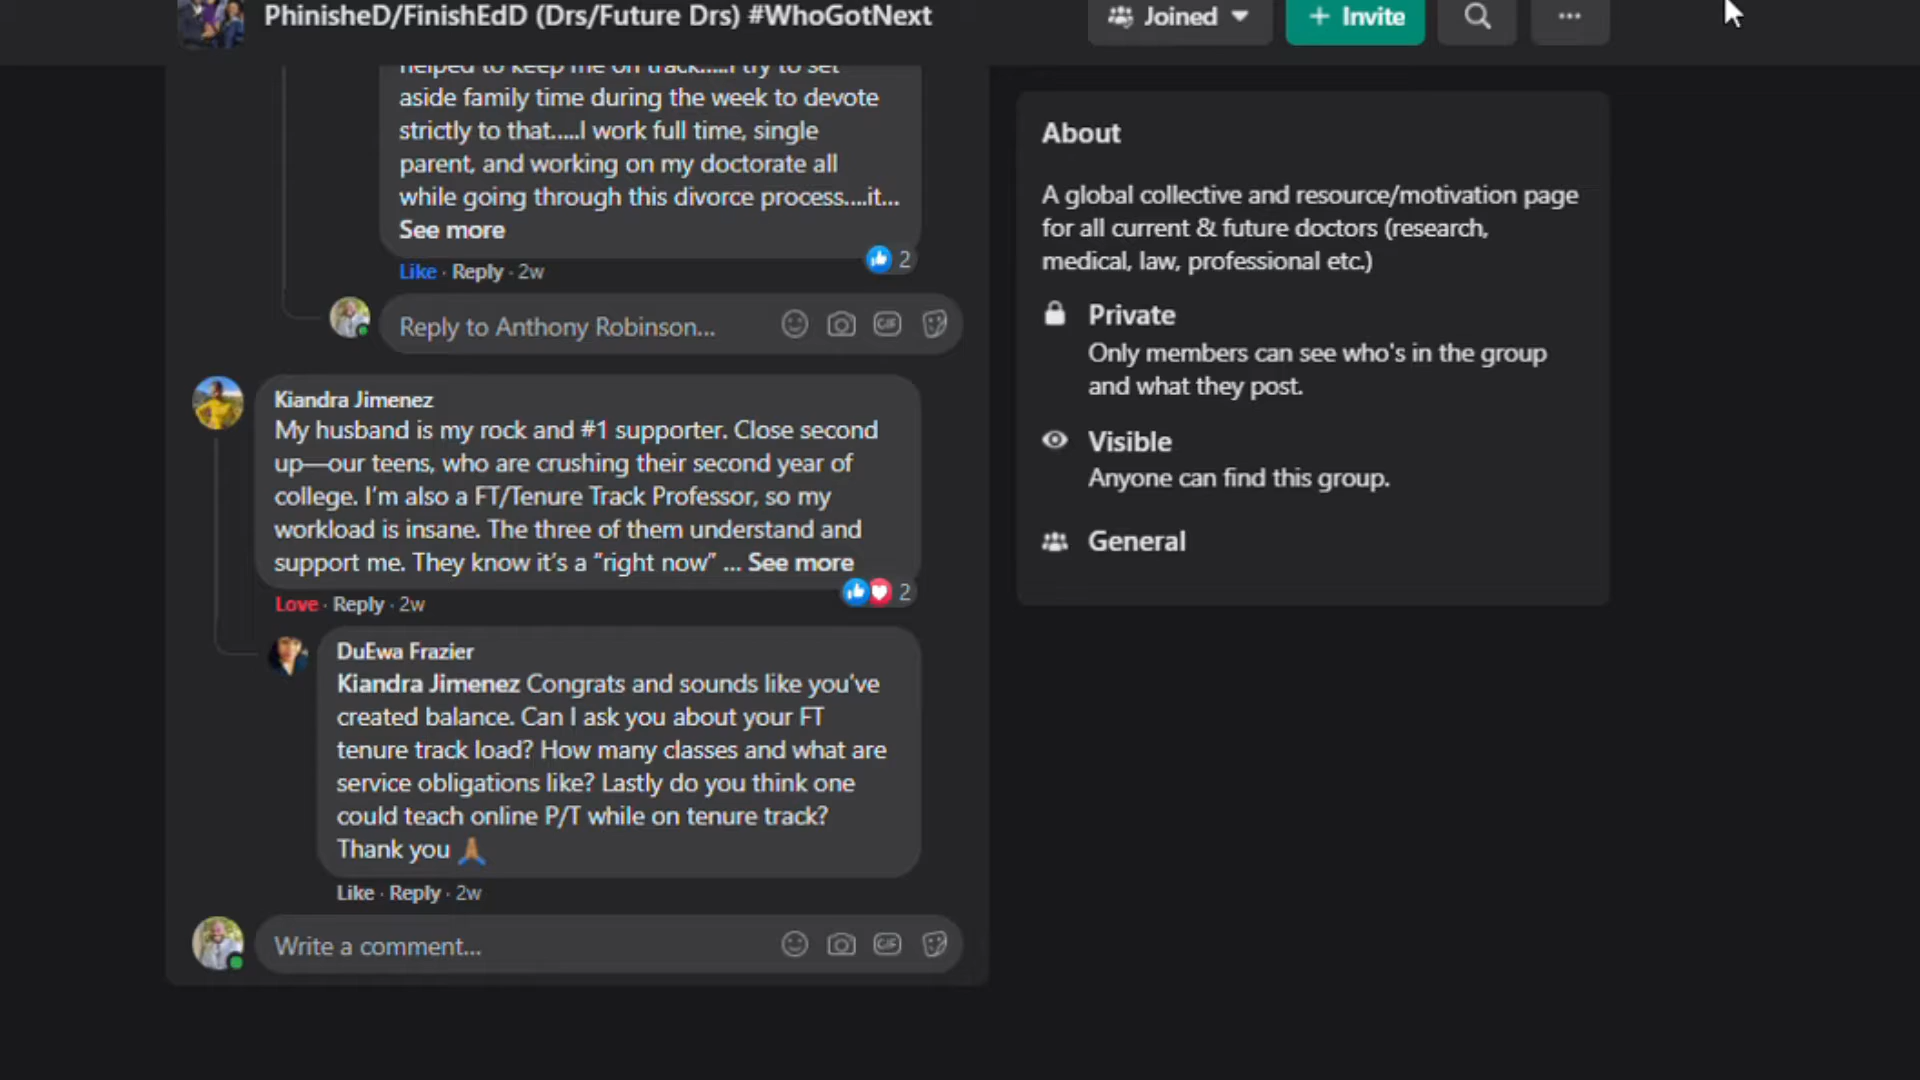 PhinisheD/FinishEdD (Drs/Future Drs) #WhoGotNext
Joined
+ Invite
helped to keep me on track.....I try to set
aside family time during the week to devote
strictly to that.....I work full time, single
parent, and working on my doctorate all
while going through this divorce process....it...
See more
2
Like · Reply · 2w
Reply to Anthony Robinson...
GIF
Kiandra Jimenez
My husband is my rock and #1 supporter. Close second
up—our teens, who are crushing their second year of
college. I’m also a FT/Tenure Track Professor, so my
workload is insane. The three of them understand and
support me. They know it’s a “right now” ... See more
2
Love · Reply · 2w
DuEwa Frazier
Kiandra Jimenez Congrats and sounds like you’ve
created balance. Can I ask you about your FT
tenure track load? How many classes and what are
service obligations like? Lastly do you think one
could teach online P/T while on tenure track?
Thank you 🙏🏽
Like · Reply · 2w
Write a comment...
GIF
About
A global collective and resource/motivation page
for all current & future doctors (research,
medical, law, professional etc.)
Private
Only members can see who's in the group
and what they post.
Visible
Anyone can find this group.
General